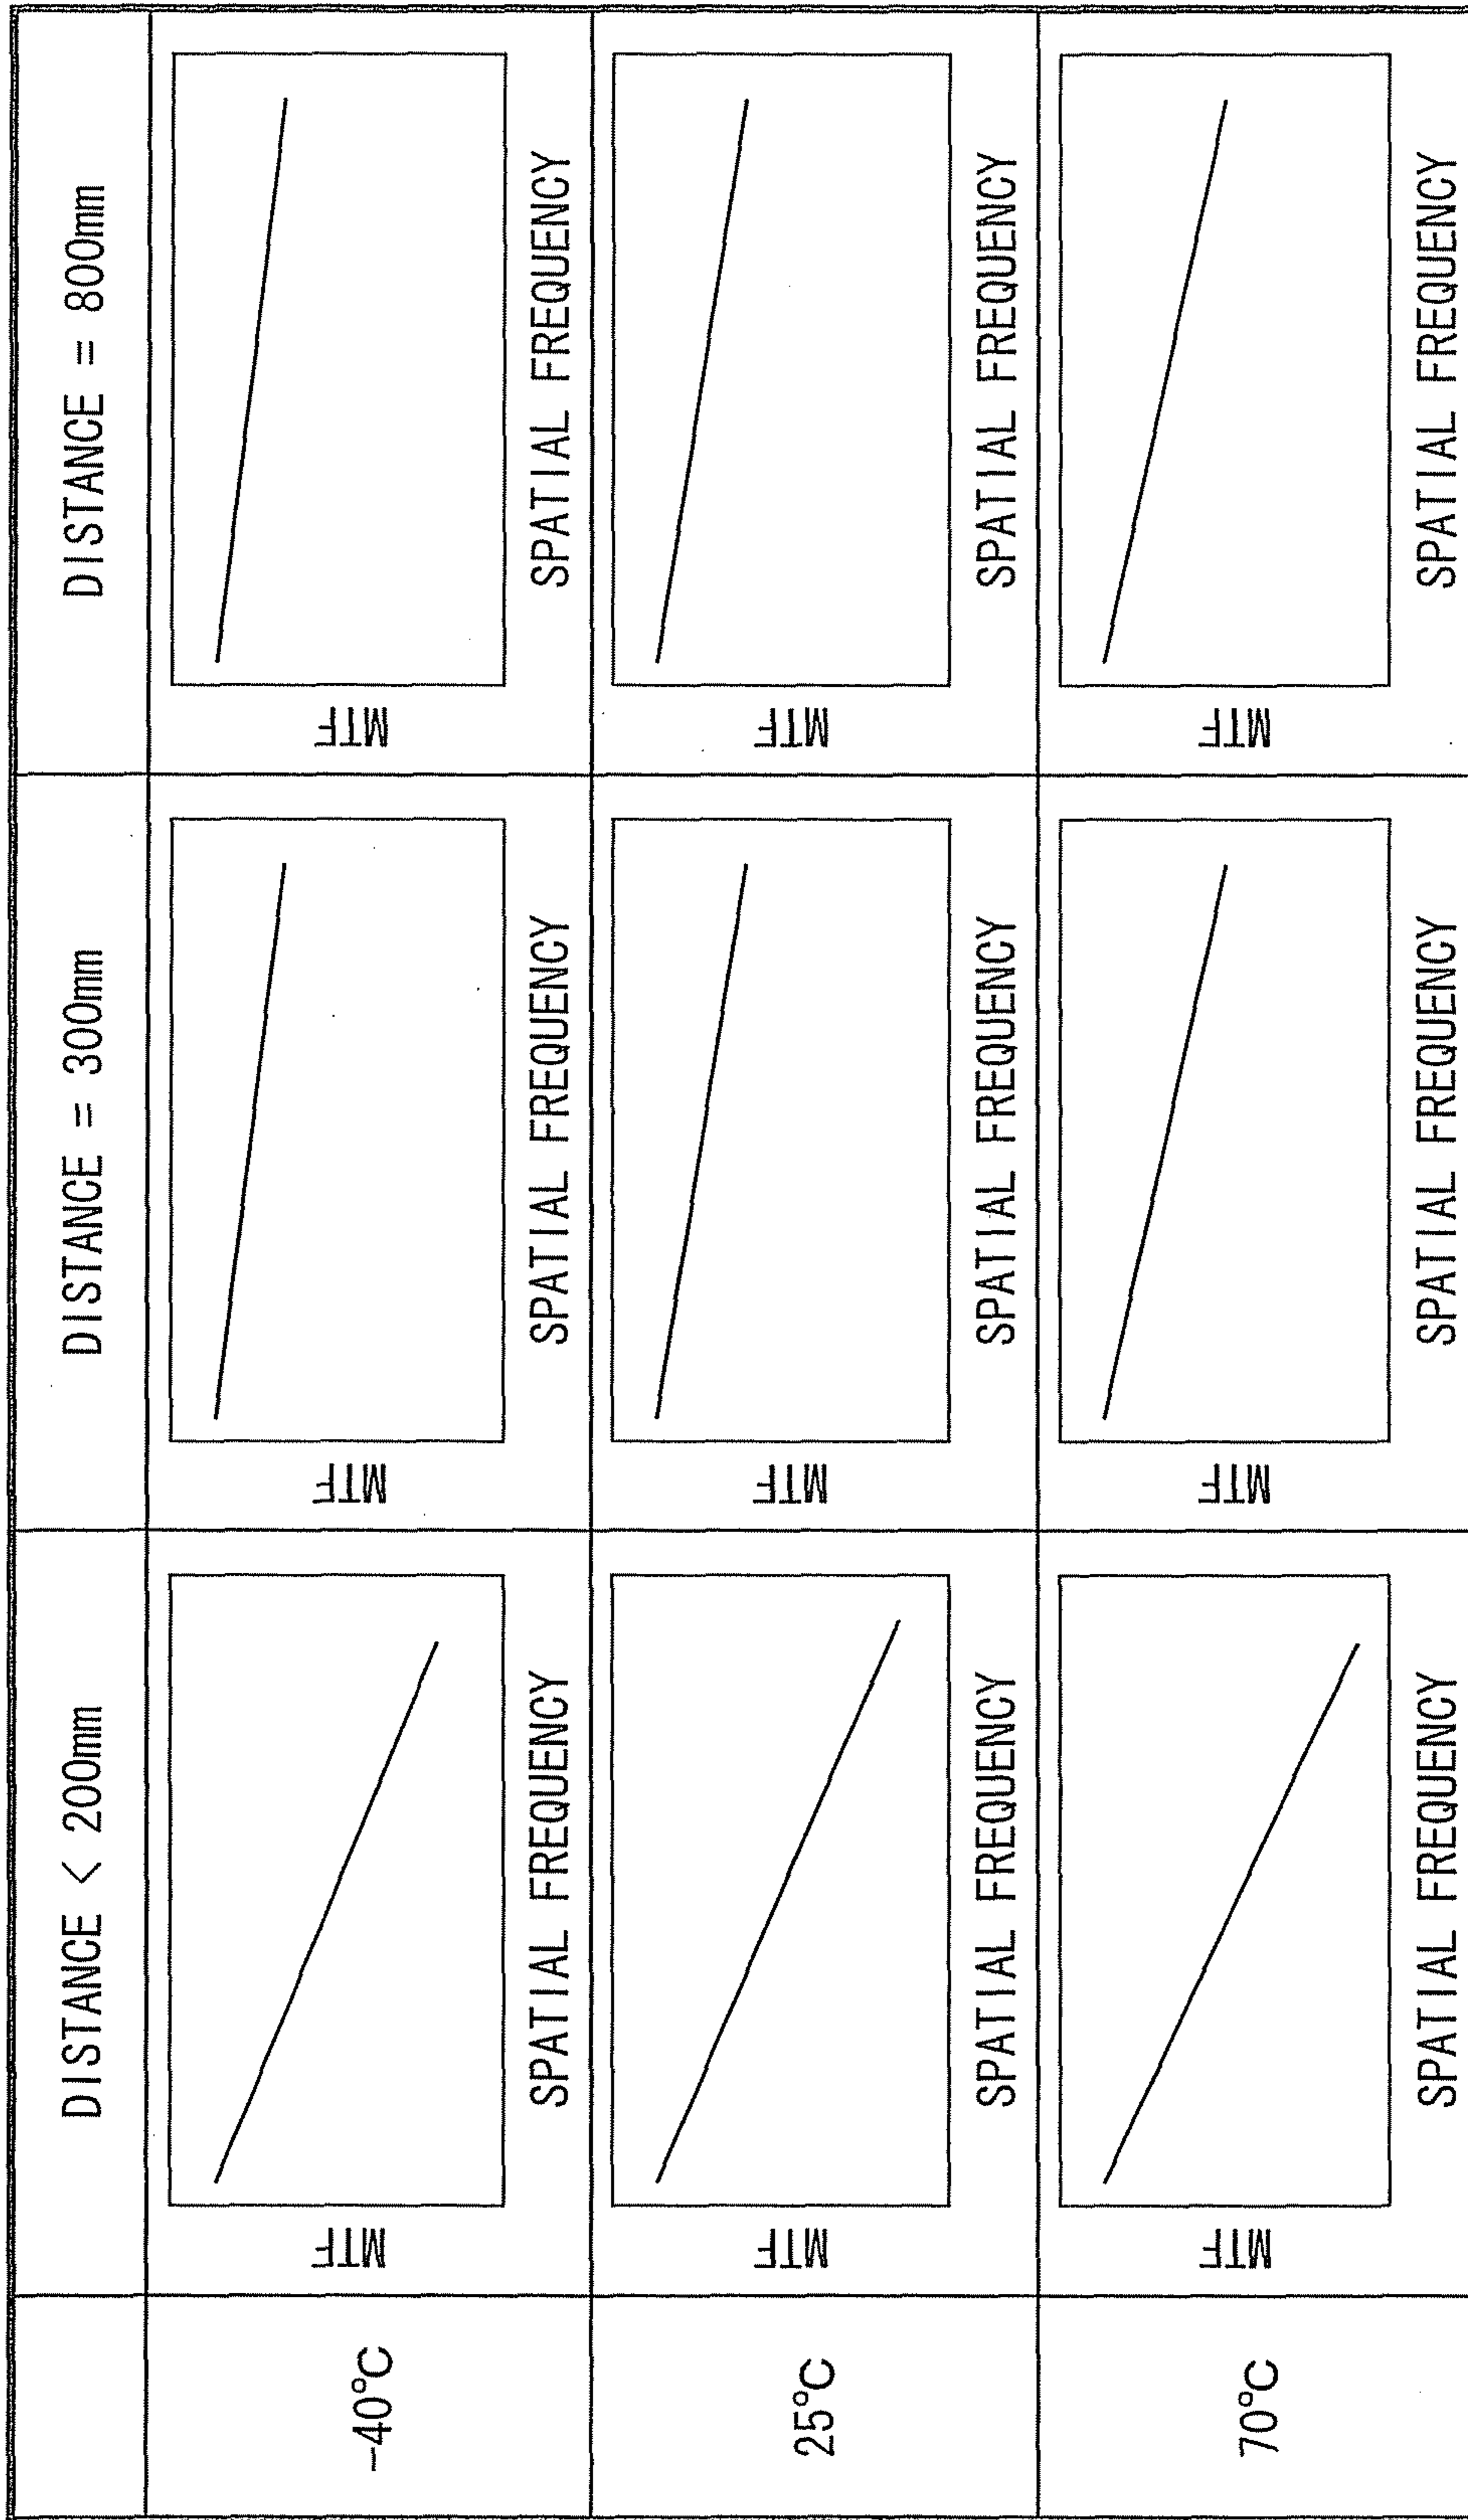 DISTANCE < 200mm
DISTANCE = 300mm
DISTANCE = 800mm
-40°C
MTF
SPATIAL FREQUENCY
MTF
SPATIAL FREQUENCY
MTF
SPATIAL FREQUENCY
25°C
MTF
SPATIAL FREQUENCY
MTF
SPATIAL FREQUENCY
MTF
SPATIAL FREQUENCY
70°C
MTF
SPATIAL FREQUENCY
MTF
SPATIAL FREQUENCY
MTF
SPATIAL FREQUENCY